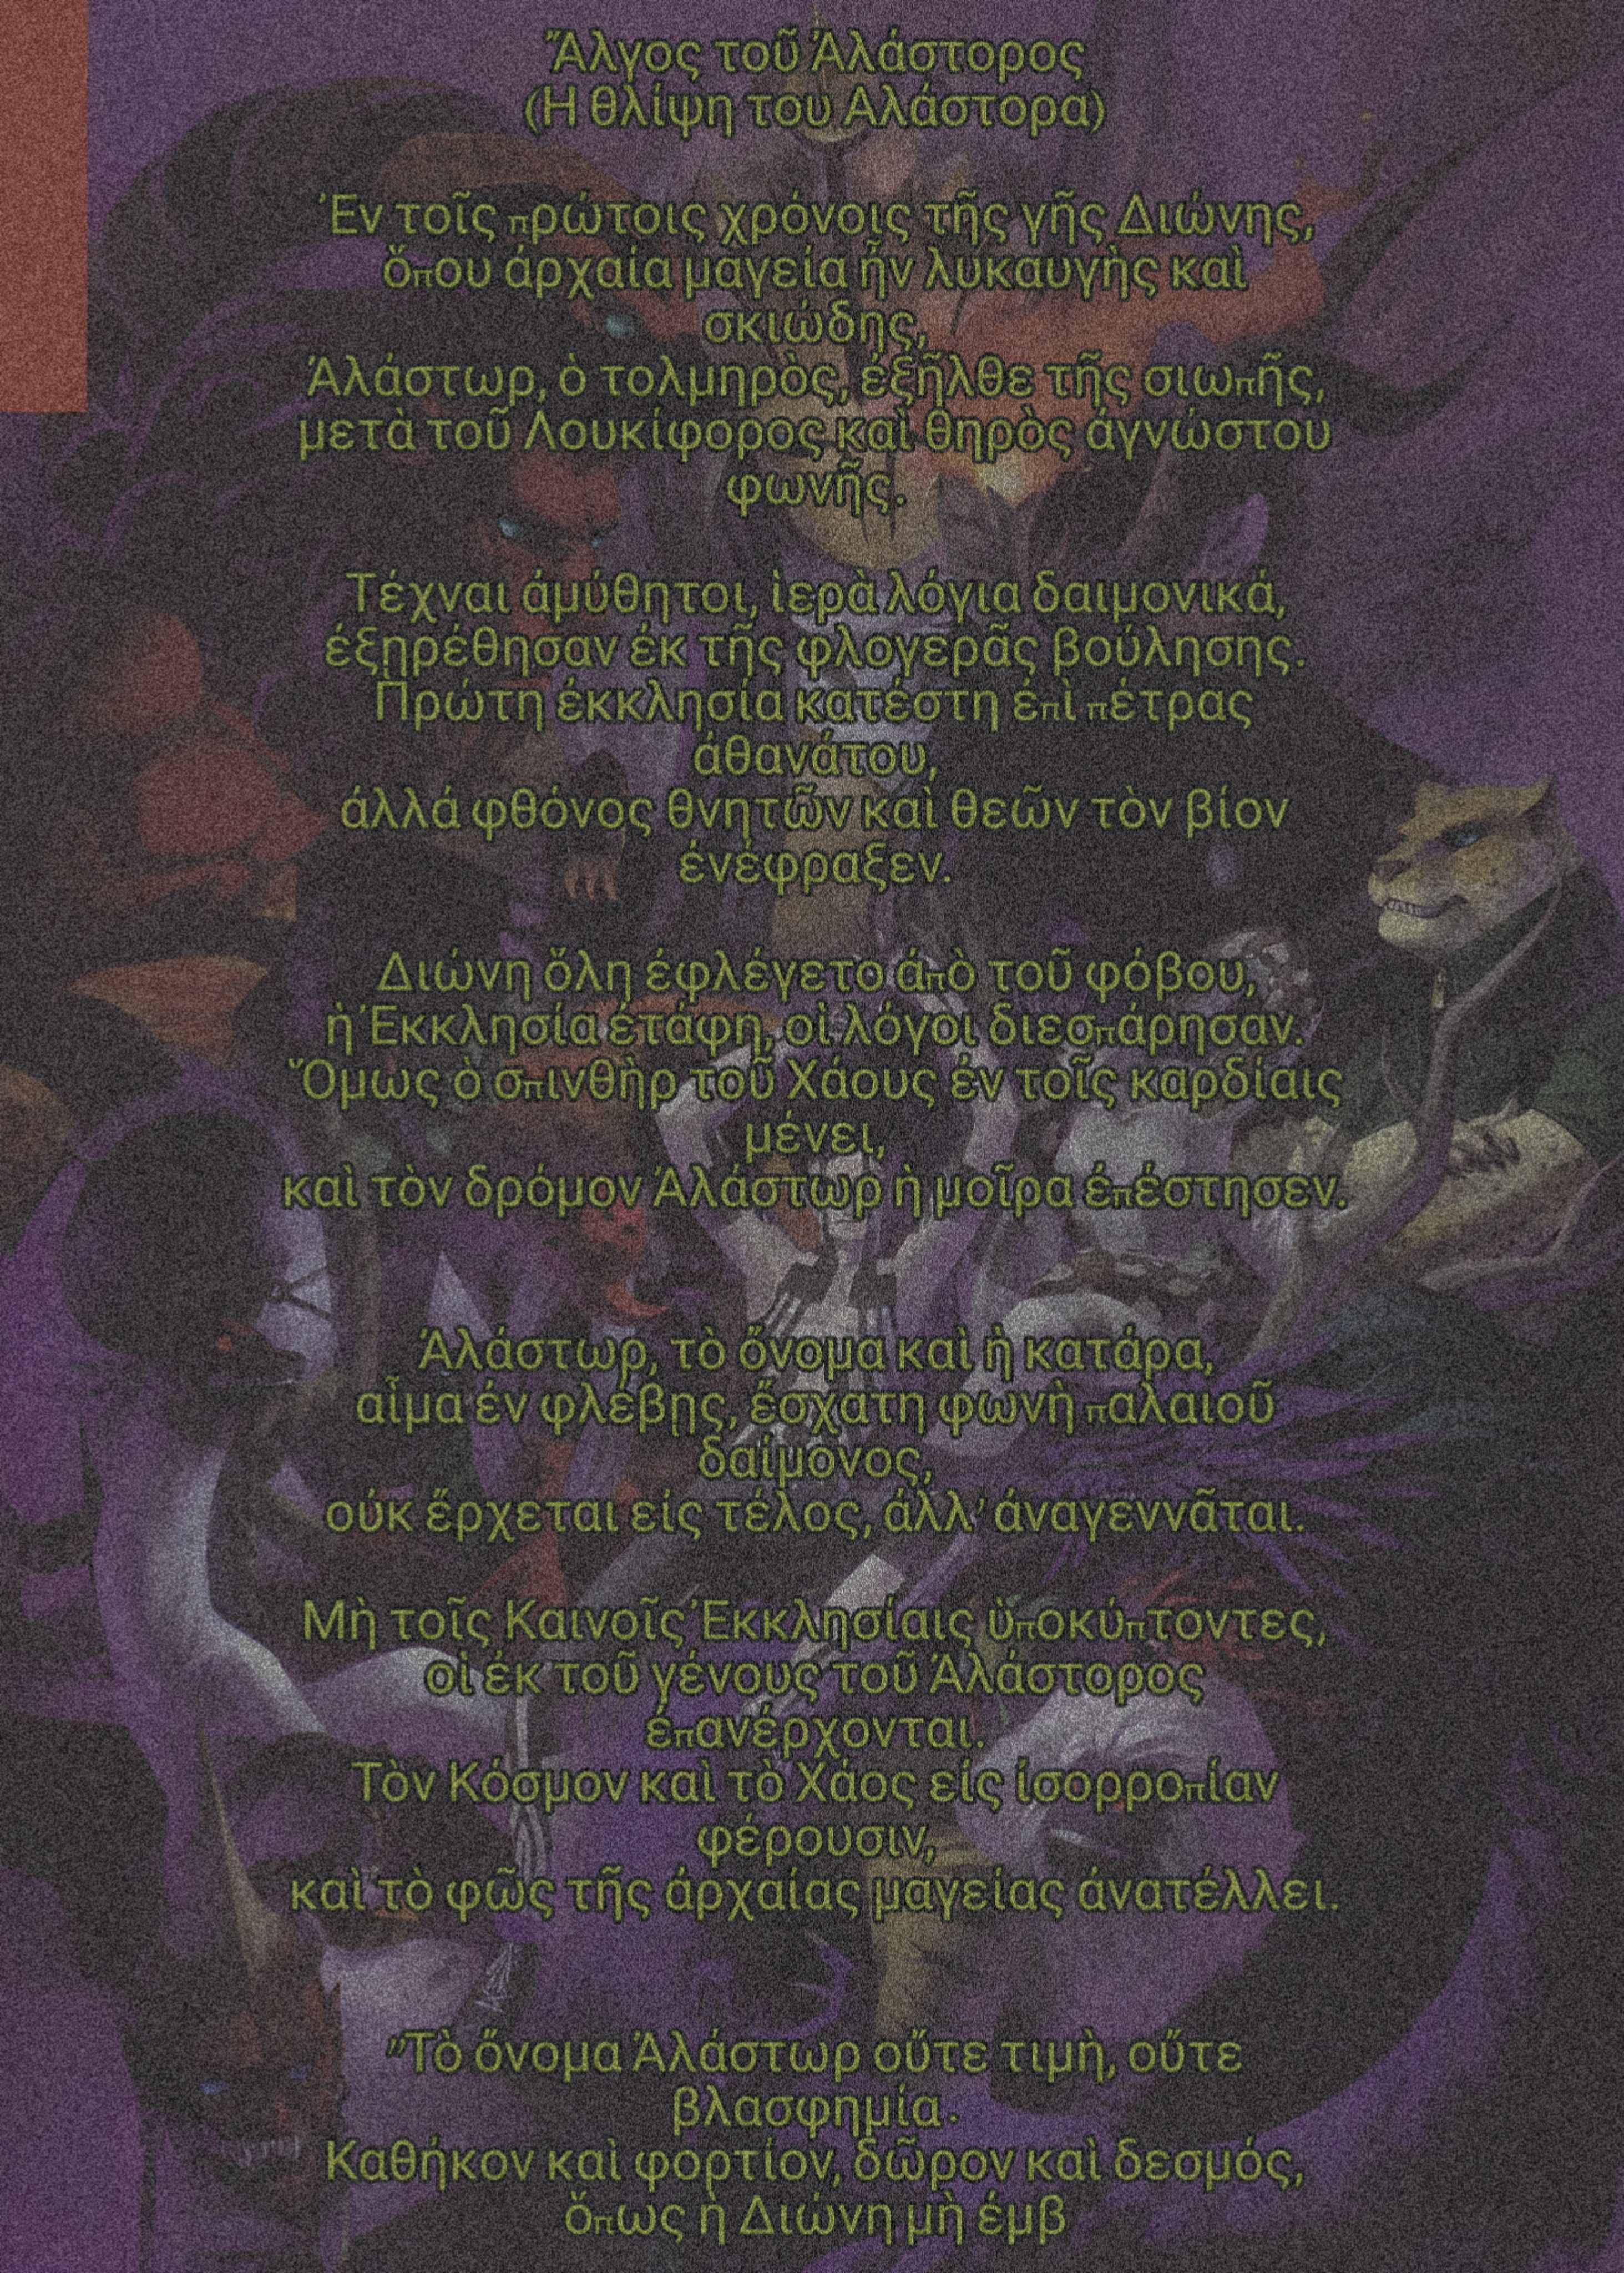 Ἄλγος τοῦ Ἀλάστορος
(Η θλίψη του Αλάστορα)
Ἐν τοῖς πρώτοις χρόνοις τῆς γῆς Διώνης,
ὅπου ἀρχαία μαγεία ἦν λυκαυγὴς καὶ
σκιώδης,
Ἀλάστωρ, ὁ τολμηρὸς, ἐξῆλθε τῆς σιωπῆς,
μετὰ τοῦ Λουκίφορος καὶ θηρὸς ἀγνώστου
φωνῆς.
Τέχναι ἀμύθητοι, ἱερὰ λόγια δαιμονικά,
ἐξῃρέθησαν ἐκ τῆς φλογερᾶς βούλησης.
Πρώτη ἐκκλησία κατέστη ἐπὶ πέτρας
ἀθανάτου,
ἀλλά φθόνος θνητῶν καὶ θεῶν τὸν βίον
ἐνέφραξεν.
Διώνη ὅλη ἐφλέγετο ἀπὸ τοῦ φόβου,
ἡ Ἐκκλησία ἐτάφη, οἱ λόγοι διεσπάρησαν.
Ὅμως ὁ σπινθὴρ τοῦ Χάους ἐν τοῖς καρδίαις
μένει,
καὶ τὸν δρόμον Ἀλάστωρ ἡ μοῖρα ἐπέστησεν.
Ἀλάστωρ, τὸ ὄνομα καὶ ἡ κατάρα,
αἷμα ἐν φλέβῃς, ἔσχατη φωνὴ παλαιοῦ
δαίμονος,
οὐκ ἔρχεται εἰς τέλος, ἀλλ’ ἀναγεννᾶται.
Μὴ τοῖς Καινοῖς Ἐκκλησίαις ὑποκύπτοντες,
οἱ ἐκ τοῦ γένους τοῦ Ἀλάστορος
ἐπανέρχονται.
Τὸν Κόσμον καὶ τὸ Χάος εἰς ἰσορροπίαν
φέρουσιν,
καὶ τὸ φῶς τῆς ἀρχαίας μαγείας ἀνατέλλει.
"Τὸ ὄνομα Ἀλάστωρ οὔτε τιμὴ, οὔτε
βλασφημία·
Καθῆκον καὶ φορτίον, δῶρον καὶ δεσμός,
ὅπως ἡ Διώνη μὴ ἐμβ